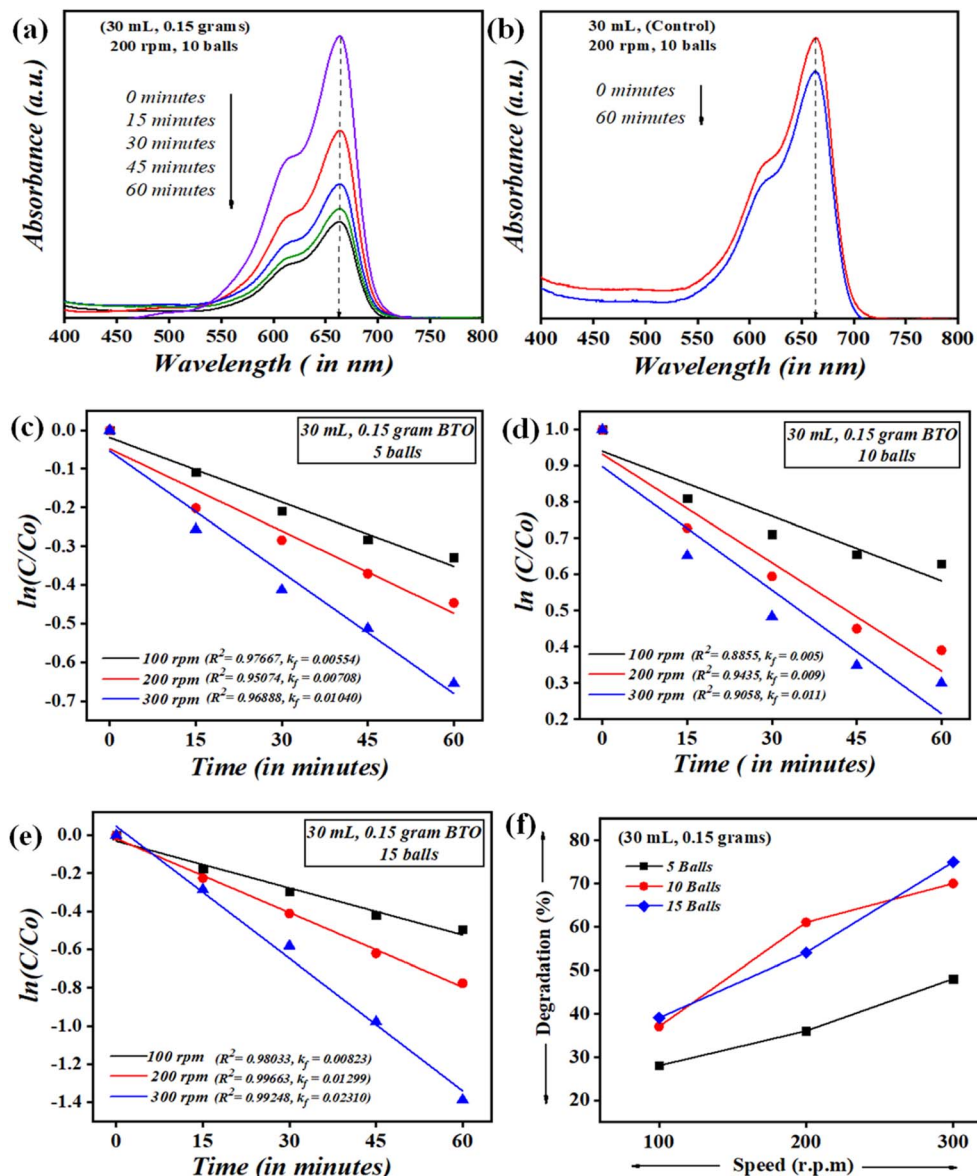 (a)
(30 mL, 0.15 grams)
200 rpm, 10 balls
0 minutes
15 minutes
30 minutes
45 minutes
60 minutes
Absorbance (a.u.)
400 450 500 550 600 650 700 750 800
Wavelength ( in nm)
(b)
30 mL, (Control)
200 rpm, 10 balls
0 minutes
60 minutes
Absorbance (a.u.)
400 450 500 550 600 650 700 750 800
Wavelength (in nm)
(c)
30 mL, 0.15 gram BTO
5 balls
ln(C/Co)
0.0
-0.1
-0.2
-0.3
-0.4
-0.5
-0.6
-0.7
100 rpm (R²= 0.97667, kf = 0.00554)
200 rpm (R²= 0.95074, kf = 0.00708)
300 rpm (R²= 0.96888, kf = 0.01040)
0 15 30 45 60
Time (in minutes)
(d)
30 mL, 0.15 gram BTO
10 balls
ln (C/Co)
1.0
0.9
0.8
0.7
0.6
0.5
0.4
0.3
0.2
100 rpm (R²= 0.8855, kf = 0.005)
200 rpm (R²= 0.9435, kf = 0.009)
300 rpm (R²= 0.9058, kf = 0.011)
0 15 30 45 60
Time ( in minutes)
(e)
30 mL, 0.15 gram BTO
15 balls
ln(C/Co)
0.0
-0.2
-0.4
-0.6
-0.8
-1.0
-1.2
-1.4
100 rpm (R²= 0.98033, kf = 0.00823)
200 rpm (R²= 0.99663, kf = 0.01299)
300 rpm (R²= 0.99248, kf = 0.02310)
0 15 30 45 60
Time (in minutes)
(f)
(30 mL, 0.15 grams)
5 Balls
10 Balls
15 Balls
Degradation (%)
80
70
60
50
40
30
20
100 200 300
Speed (r.p.m)